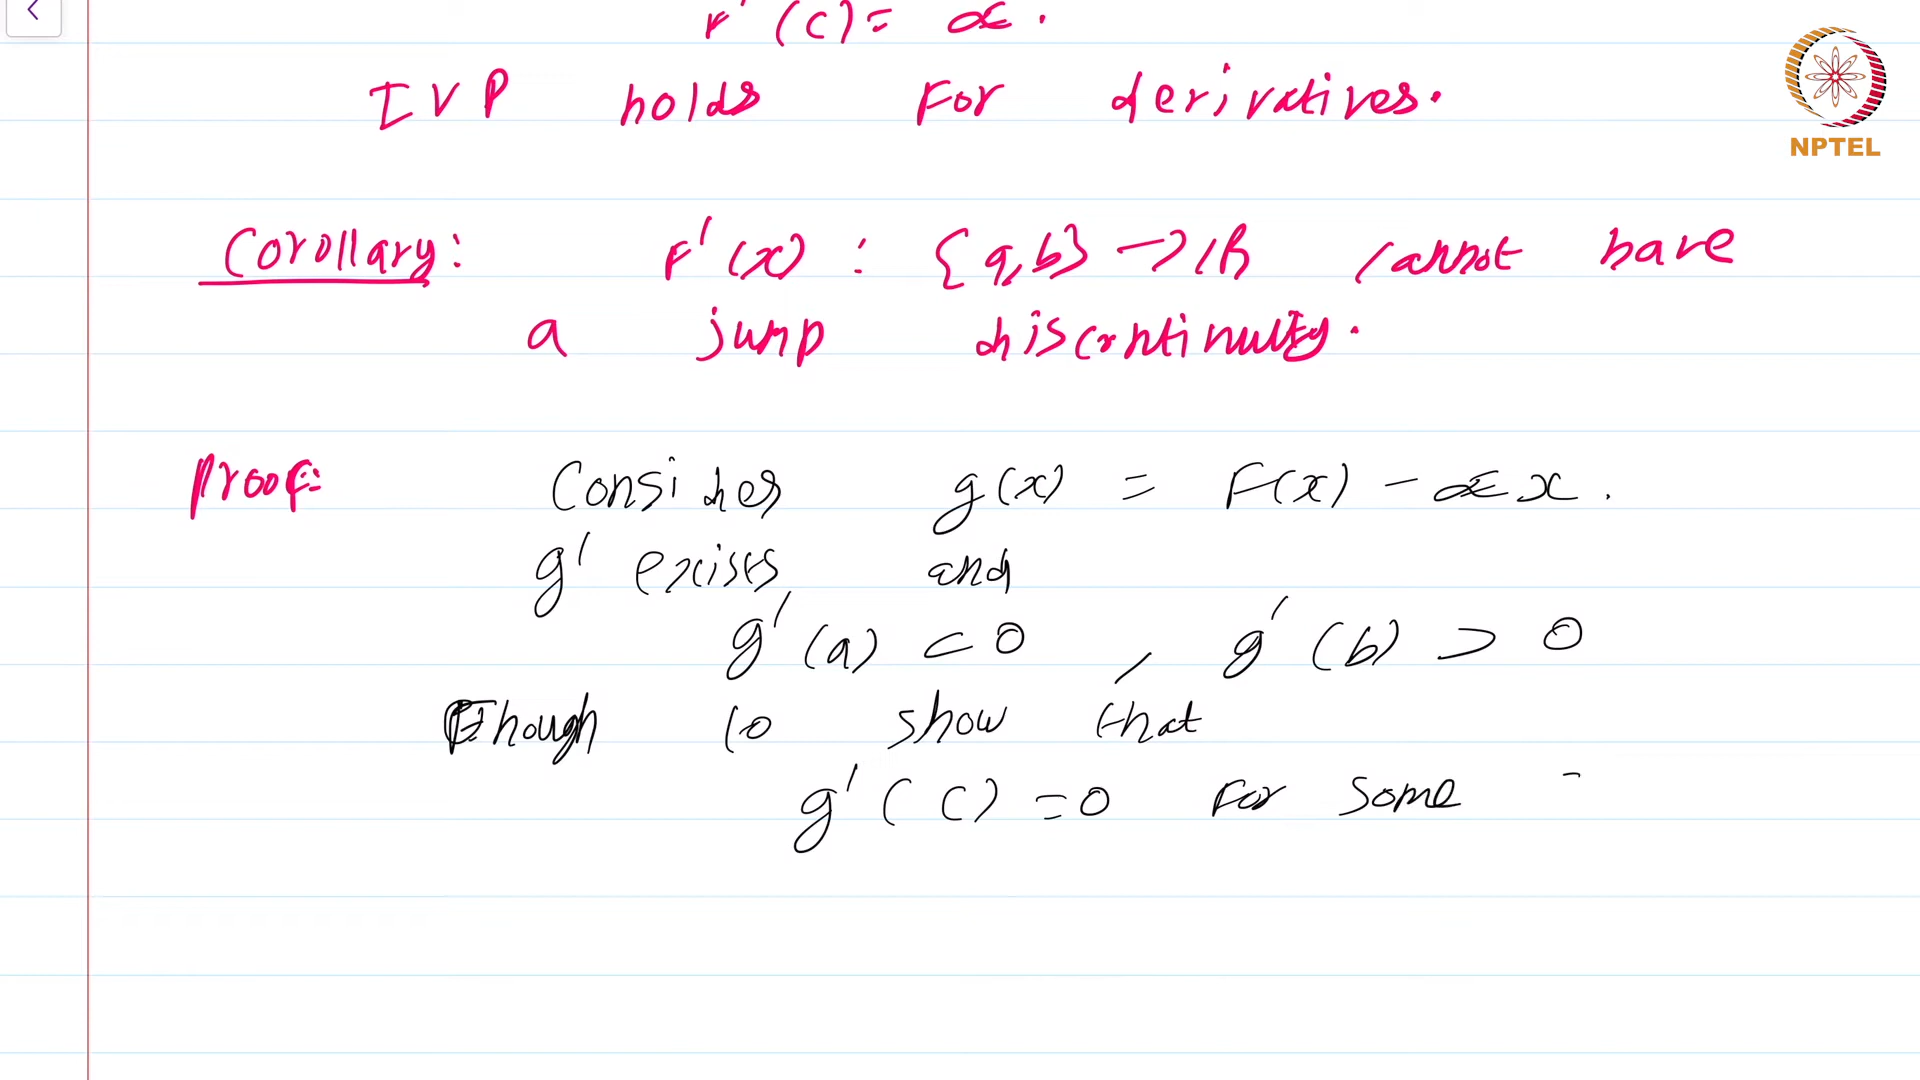 F'(c) = α.
IVP holds for derivatives.
NPTEL
Corollary: F'(x) : [a,b] → ℝ cannot have
a jump discontinuity.
Proof: Consider g(x) = F(x) - αx.
g' exists and
g'(a) < 0, g'(b) > 0
Enough to show that
g'(c) = 0 for some